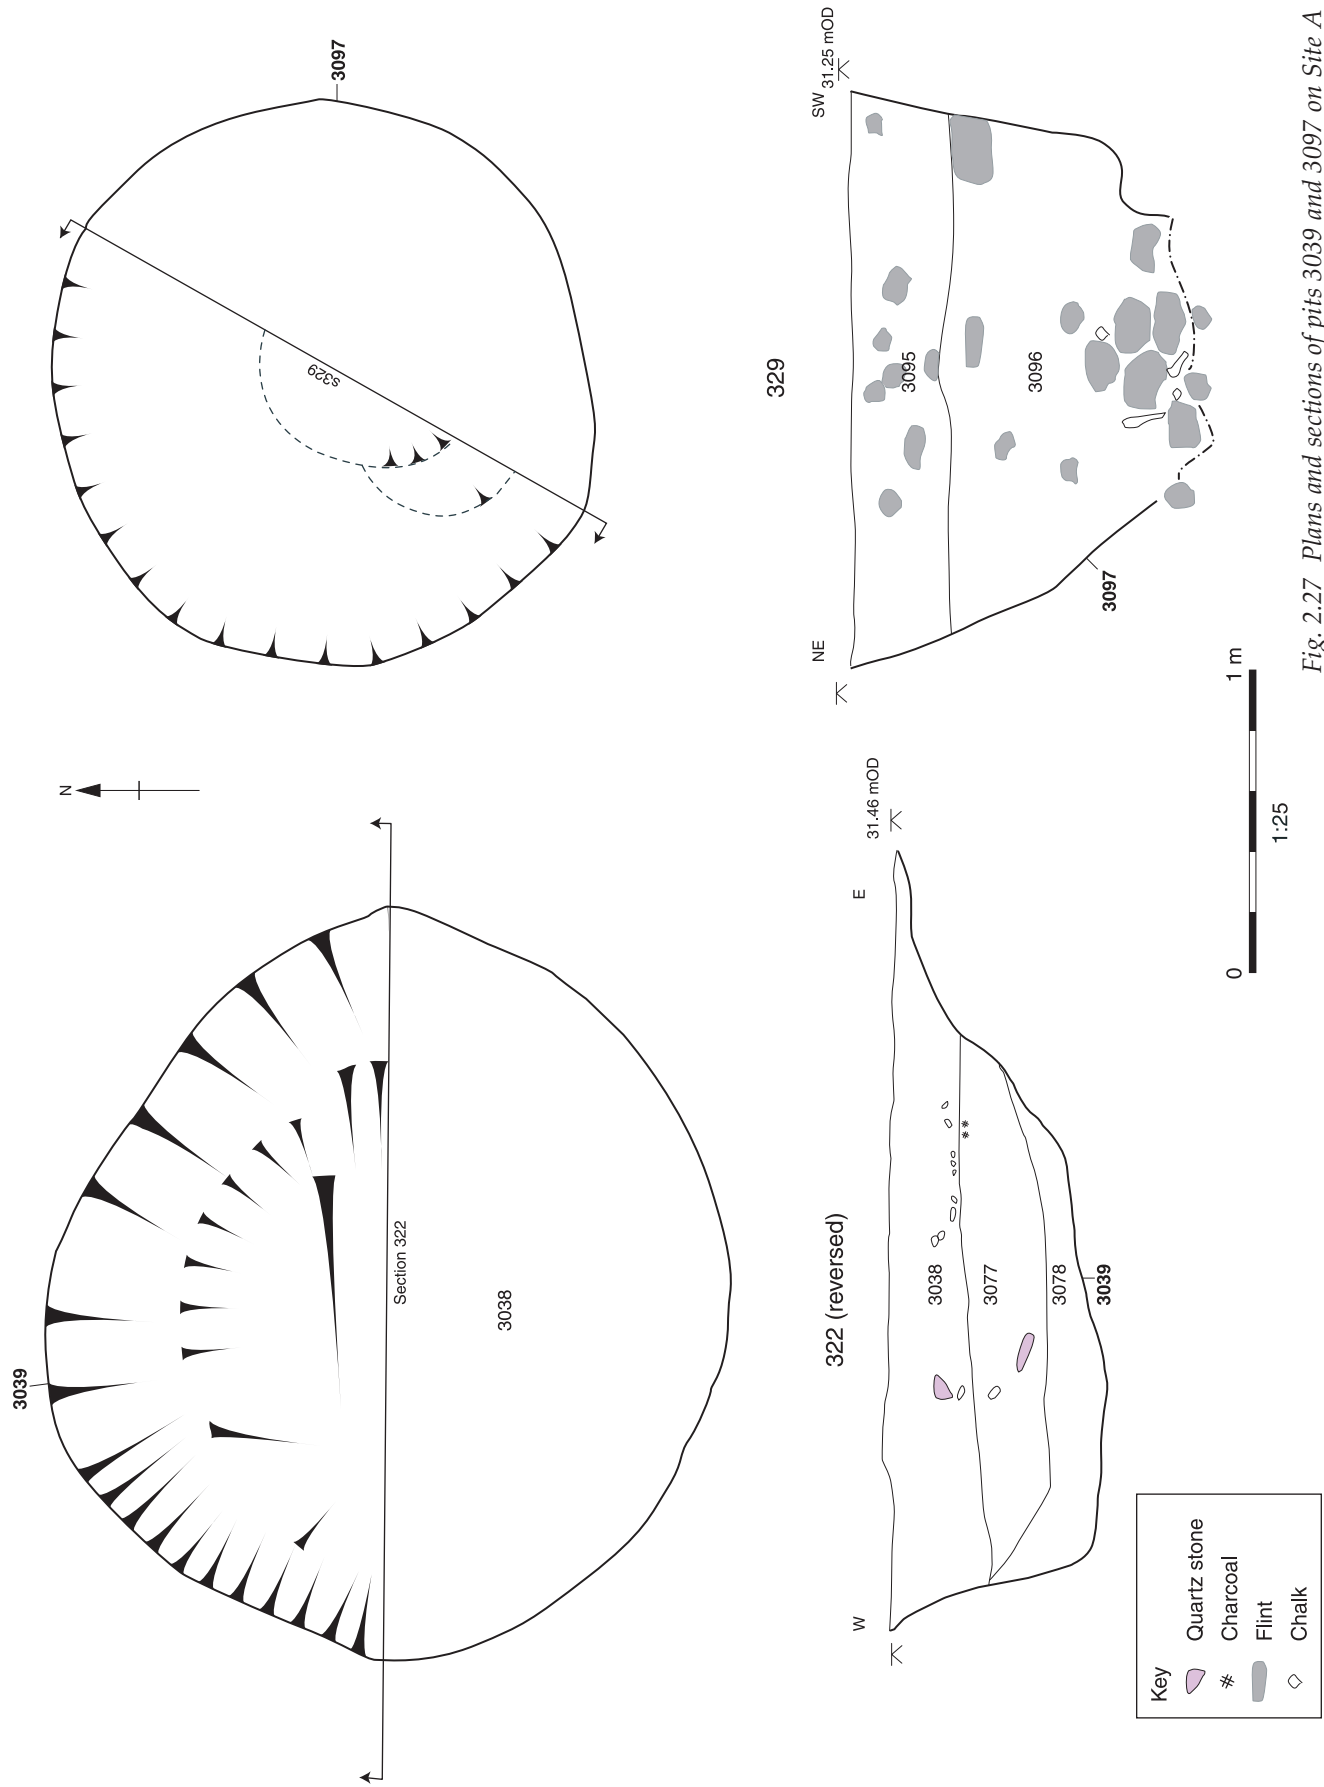 3039
Section 322
3038
N
3097
s329
322 (reversed)
W
E
31.46 mOD
3038
3077
3078
3039
329
NE
SW
31.25 mOD
3095
3096
3097
Key
Quartz stone
Charcoal
Flint
Chalk
0
1 m
1:25
Fig. 2.27 Plans and sections of pits 3039 and 3097 on Site A